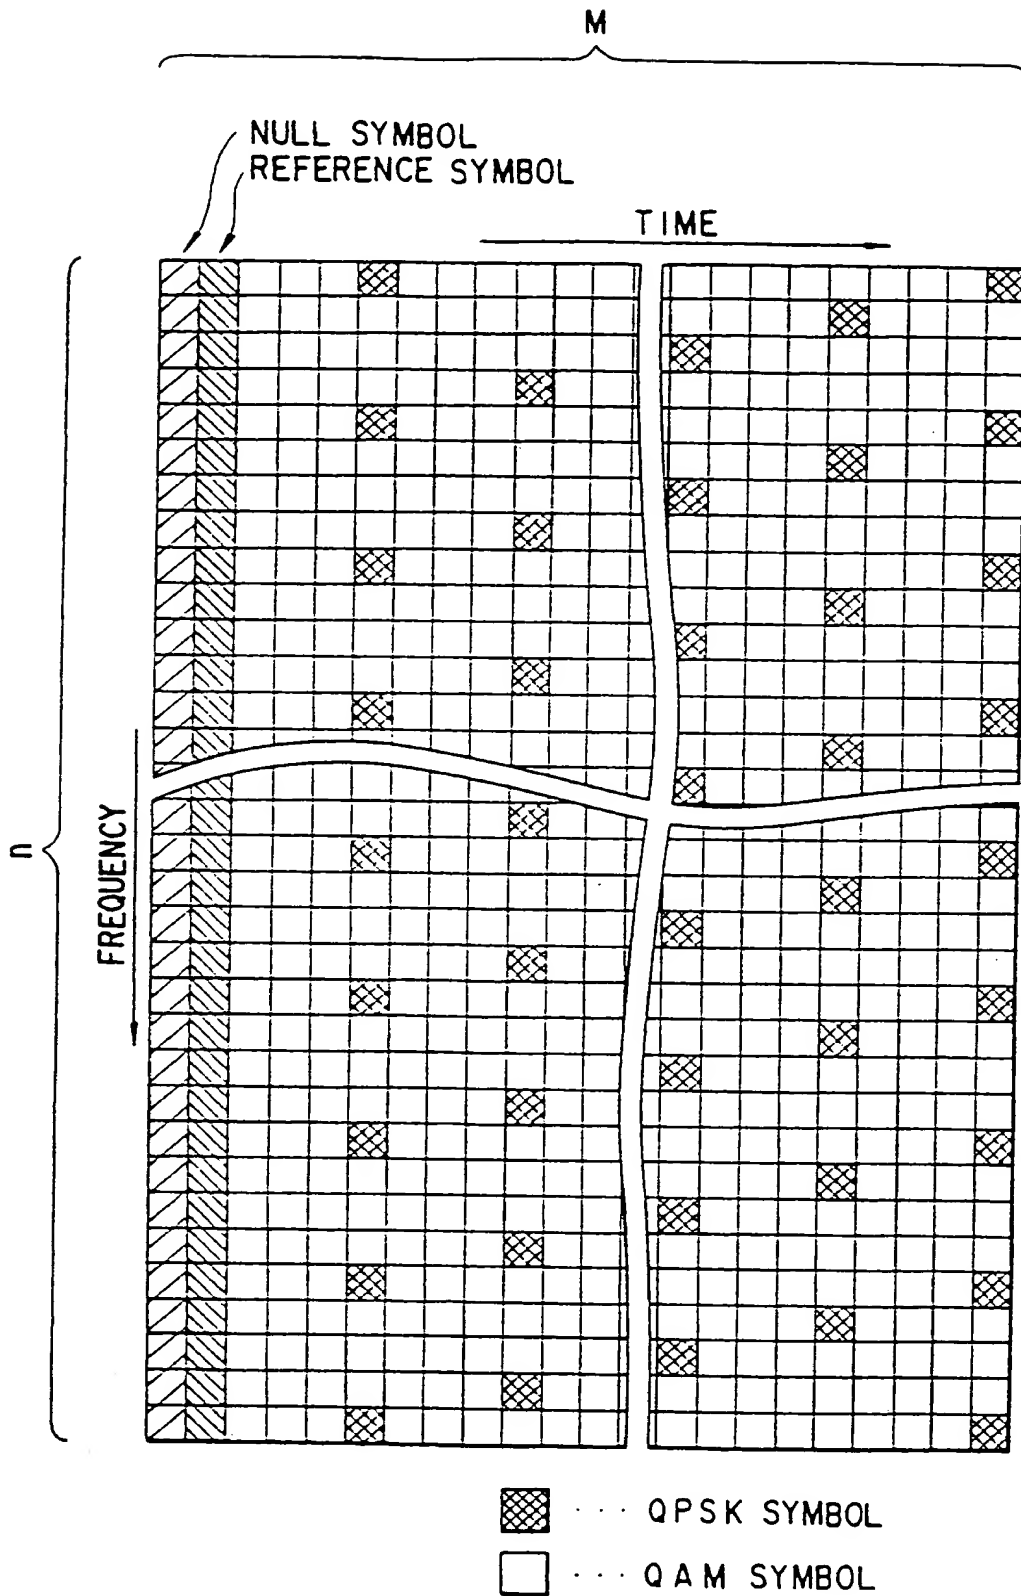 M
NULL SYMBOL
REFERENCE SYMBOL
TIME
n
FREQUENCY
··· QPSK SYMBOL
··· QAM SYMBOL